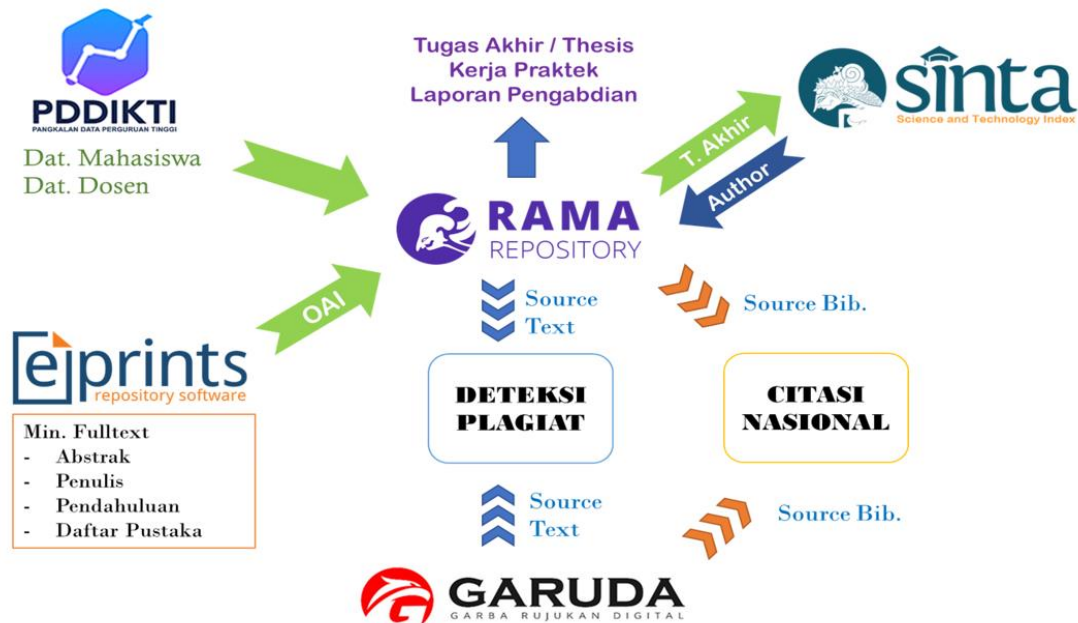 PDDIKTI
PANGKALAN DATA PERGURUAN TINGGI
Dat. Mahasiswa
Dat. Dosen
Tugas Akhir / Thesis
Kerja Praktek
Laporan Pengabdian
sinta
Science and Technology Index
T. Akhir
Author
RAMA
REPOSITORY
OAI
eprints
repository software
Min. Fulltext
- Abstrak
- Penulis
- Pendahuluan
- Daftar Pustaka
Source
Text
Source Bib.
DETEKSI
PLAGIAT
CITASI
NASIONAL
Source
Text
Source Bib.
GARUDA
GARBA RUJUKAN DIGITAL